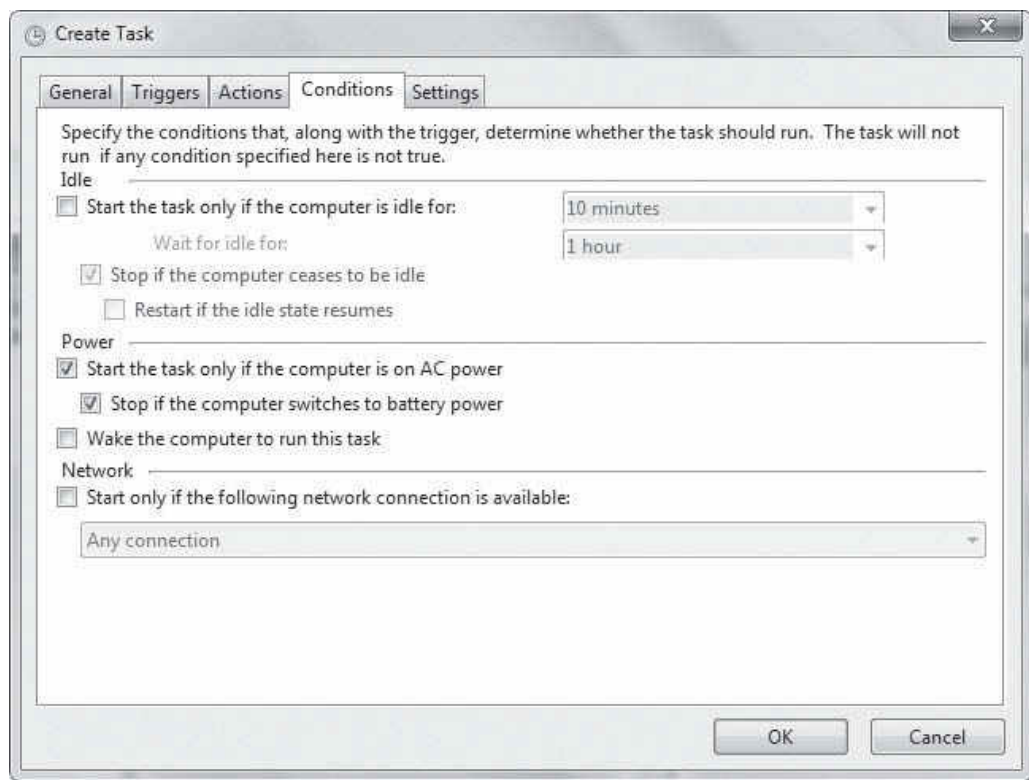 Create Task
General Triggers Actions Conditions Settings
Specify the conditions that, along with the trigger, determine whether the task should run. The task will not
run if any condition specified here is not true.
Idle
Start the task only if the computer is idle for: 10 minutes
Wait for idle for: 1 hour
Stop if the computer ceases to be idle
Restart if the idle state resumes
Power
Start the task only if the computer is on AC power
Stop if the computer switches to battery power
Wake the computer to run this task
Network
Start only if the following network connection is available:
Any connection
OK Cancel